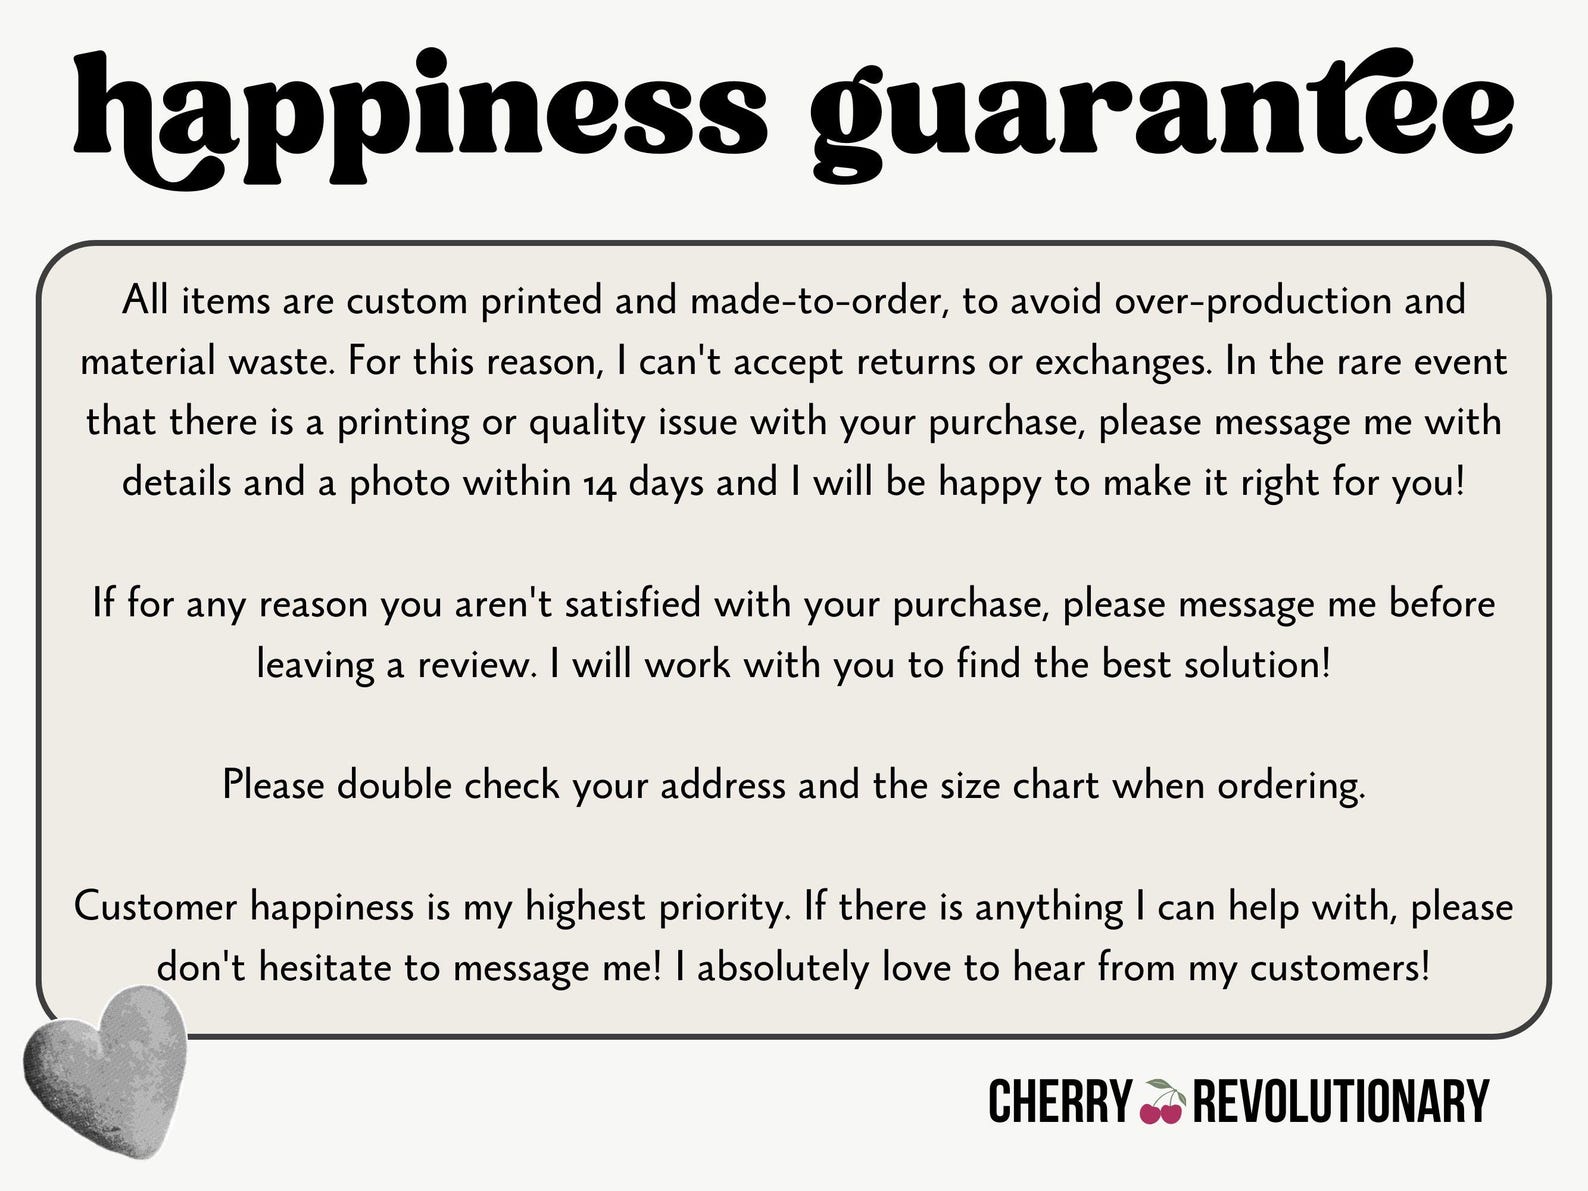 happiness guarantee
All items are custom printed and made-to-order, to avoid over-production and
material waste. For this reason, I can't accept returns or exchanges. In the rare event
that there is a printing or quality issue with your purchase, please message me with
details and a photo within 14 days and I will be happy to make it right for you!
If for any reason you aren't satisfied with your purchase, please message me before
leaving a review. I will work with you to find the best solution!
Please double check your address and the size chart when ordering.
Customer happiness is my highest priority. If there is anything I can help with, please
don't hesitate to message me! I absolutely love to hear from my customers!
CHERRY REVOLUTIONARY